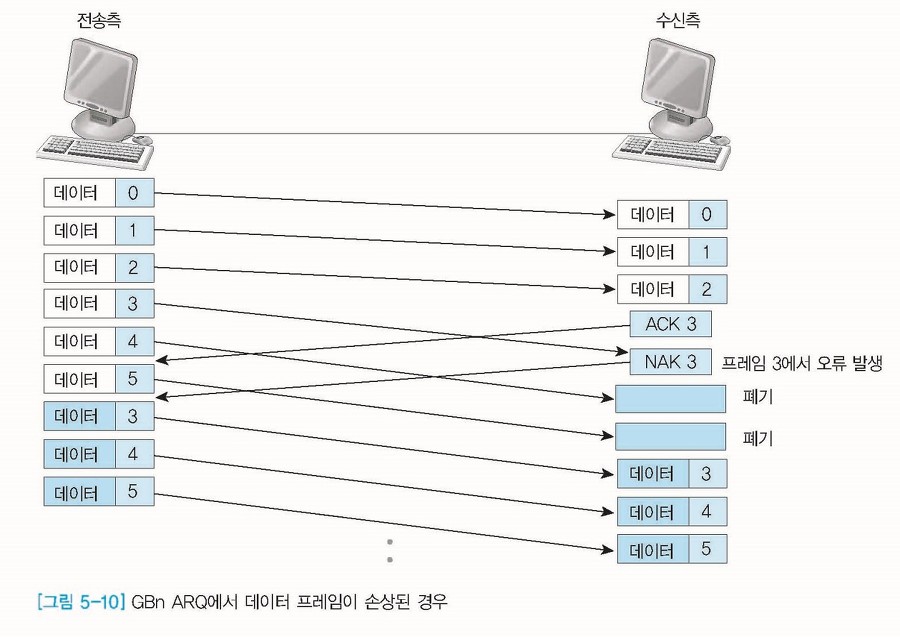 전송측
수신측
데이터 0
데이터 1
데이터 2
데이터 3
데이터 4
데이터 5
데이터 3
데이터 4
데이터 5
데이터 0
데이터 1
데이터 2
ACK 3
NAK 3 프레임 3에서 오류 발생
폐기
폐기
데이터 3
데이터 4
데이터 5
[그림 5-10] GBn ARQ에서 데이터 프레임이 손상된 경우